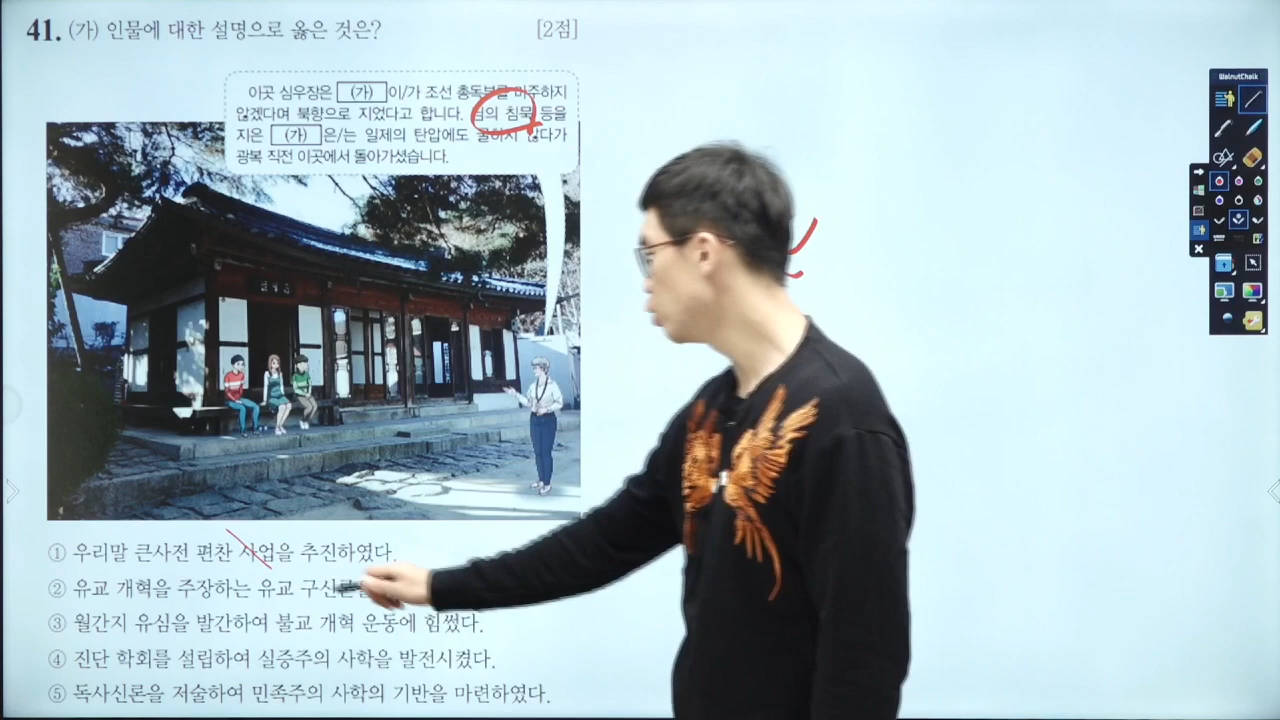 41. (가) 인물에 대한 설명으로 옳은 것은? [2점]
이곳 심우장은 (가) 이/가 조선 총독부를 마주하지
않겠다며 북향으로 지었다고 합니다. 님의 침묵 등을
지은 (가) 은/는 일제의 탄압에도 굴하지 않다가
광복 직전 이곳에서 돌아가셨습니다.
① 우리말 큰사전 편찬 사업을 추진하였다.
② 유교 개혁을 주장하는 유교 구신론을
③ 월간지 유심을 발간하여 불교 개혁 운동에 힘썼다.
④ 진단 학회를 설립하여 실증주의 사학을 발전시켰다.
⑤ 독사신론을 저술하여 민족주의 사학의 기반을 마련하였다.
WalnutChalk